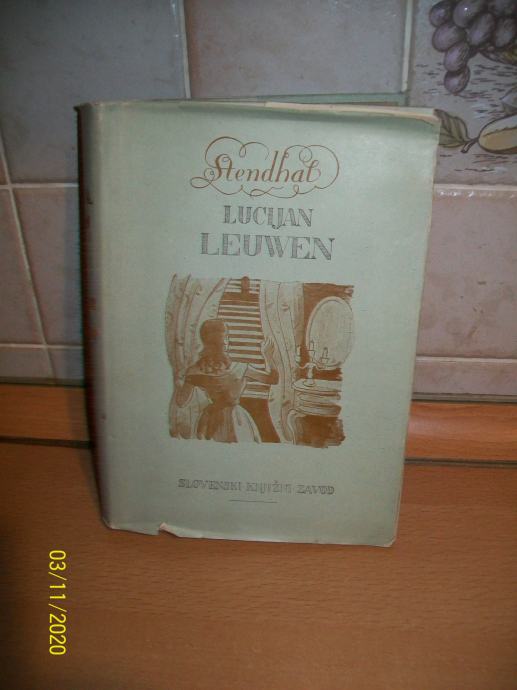 Stendhal
LUCIJAN
LEUWEN
SLOVENSKI KNJIŽNI ZAVOD
03/11/2020